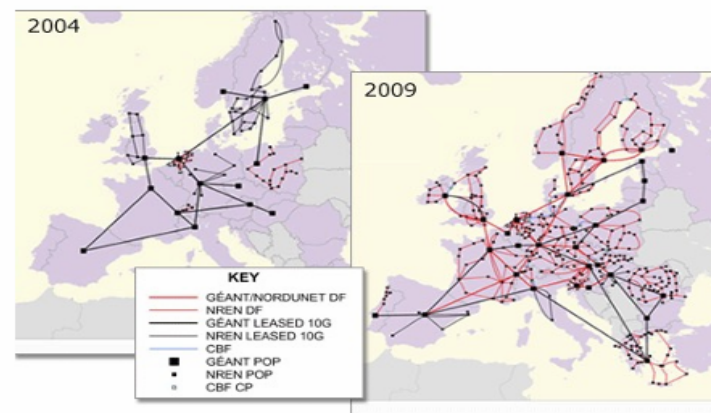 2004
2009
KEY
GÉANT/NORDUNET DF
NREN DF
GÉANT LEASED 10G
NREN LEASED 10G
CBF
GÉANT POP
NREN POP
CBF CP